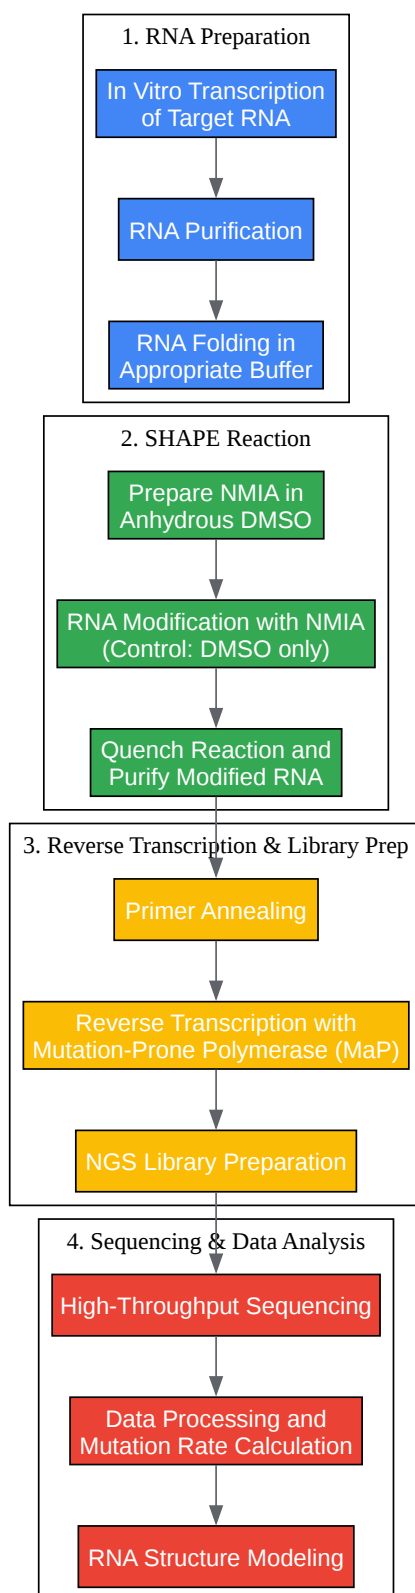 1. RNA Preparation
In Vitro Transcription
of Target RNA
RNA Purification
RNA Folding in
Appropriate Buffer
2. SHAPE Reaction
Prepare NMIA in
Anhydrous DMSO
RNA Modification with NMIA
(Control: DMSO only)
Quench Reaction and
Purify Modified RNA
3. Reverse Transcription & Library Prep
Primer Annealing
Reverse Transcription with
Mutation-Prone Polymerase (MaP)
NGS Library Preparation
4. Sequencing & Data Analysis
High-Throughput Sequencing
Data Processing and
Mutation Rate Calculation
RNA Structure Modeling